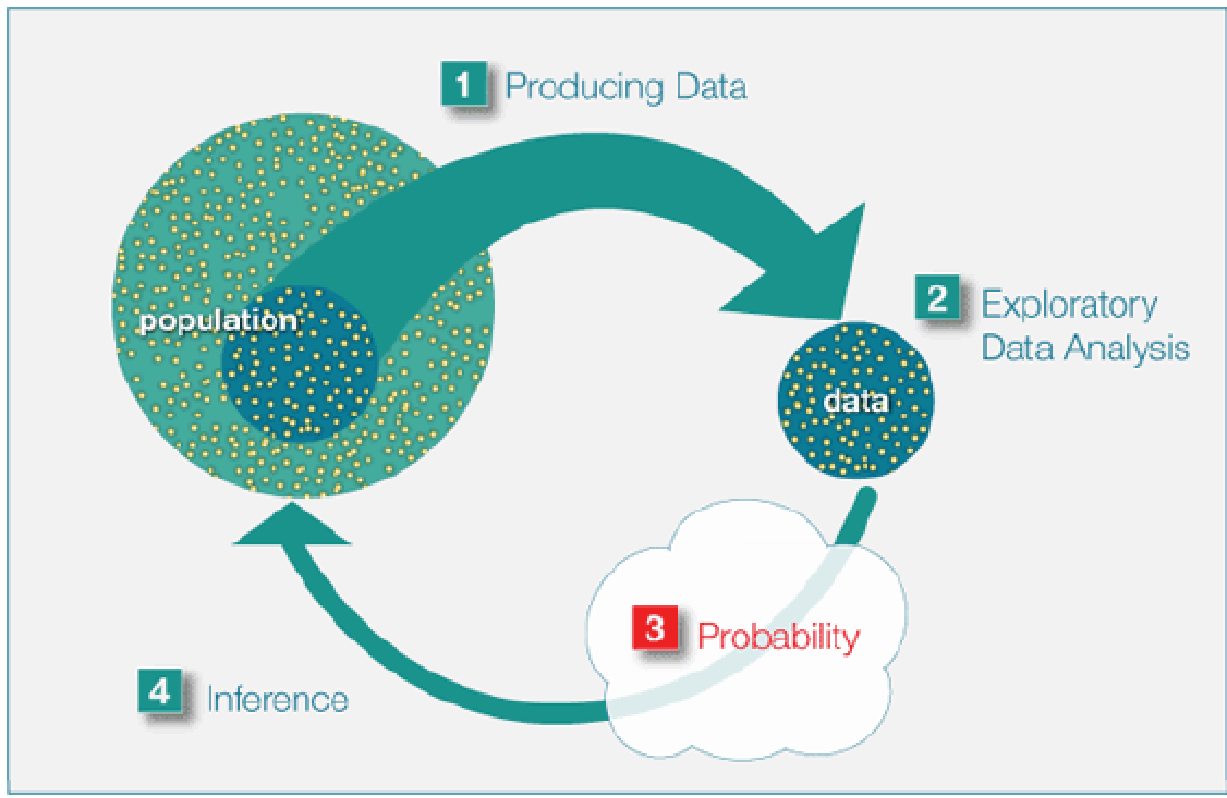 1 Producing Data
population
2 Exploratory
Data Analysis
data
3 Probability
4 Inference